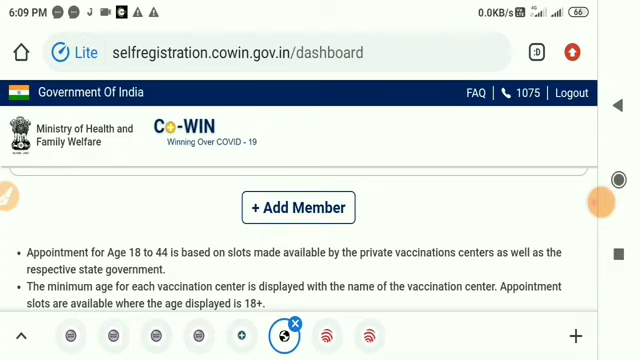 6:09 PM
0.0KB/s 4G 66
Lite selfregistration.cowin.gov.in/dashboard :D
Government Of India FAQ | 1075 | Logout
Ministry of Health and
Family Welfare
Co-WIN
Winning Over COVID - 19
+ Add Member
• Appointment for Age 18 to 44 is based on slots made available by the private vaccinations centers as well as the
respective state government.
• The minimum age for each vaccination center is displayed with the name of the vaccination center. Appointment
slots are available where the age displayed is 18+.